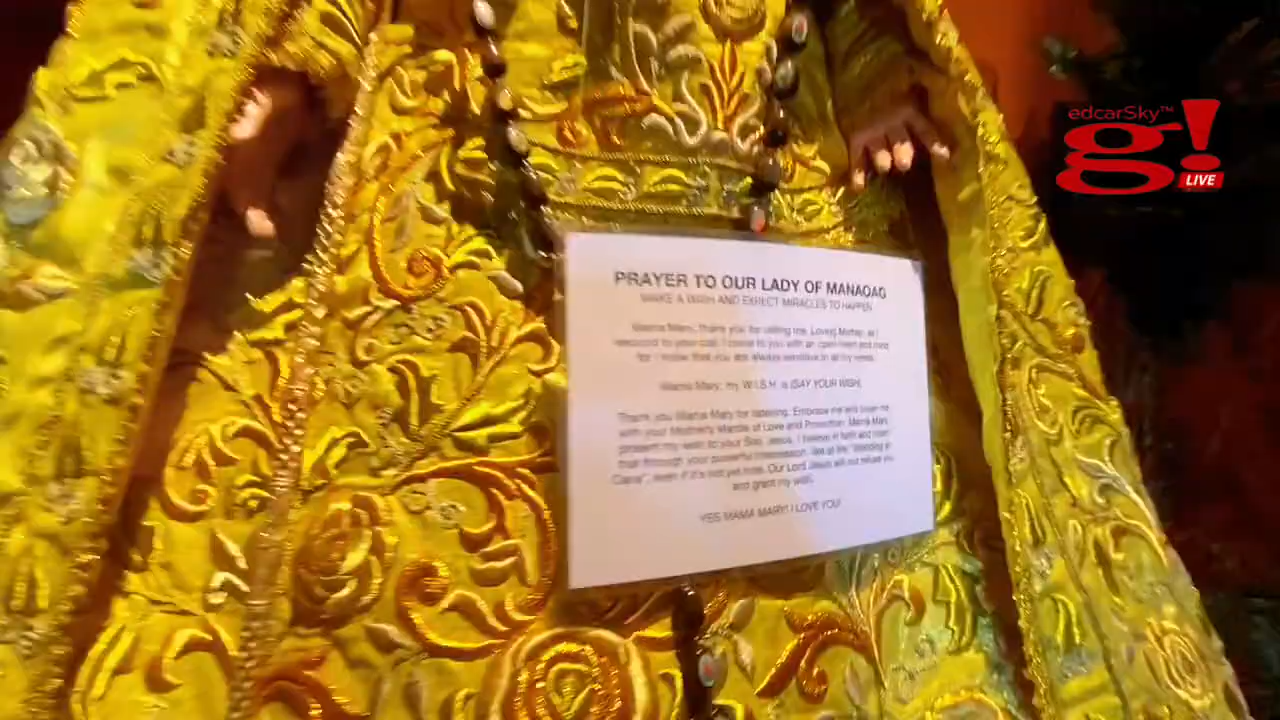 edcarSky™
g!
LIVE
PRAYER TO OUR LADY OF MANAOAG
MAKE A WISH AND EXPECT MIRACLES TO HAPPEN
Mama Mary, Thank you for calling me. Loving Mother, as I
respond to your call, I come to you with an open heart and mind
for I know that you are always sensitive to all my needs.
Mama Mary, my W.I.S.H. is (SAY YOUR WISH).
Thank you Mama Mary for listening. Embrace me and cover me
with your Motherly Mantle of Love and Protection. Mama Mary
present my wish to your Son, Jesus. I believe in faith and
that through your powerful intercession, like at the "Wedding in
Cana", even if it's not yet time, Our Lord Jesus will not refuse you
and grant my wish.
YES MAMA MARY! I LOVE YOU!